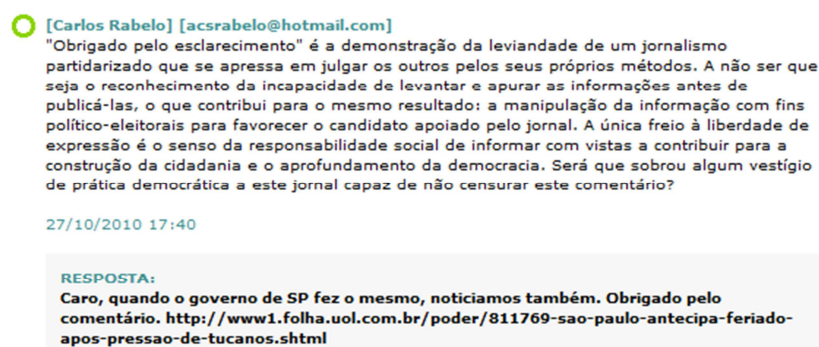 [Carlos Rabelo] [acsrabelo@hotmail.com]
"Obrigado pelo esclarecimento" é a demonstração da leviandade de um jornalismo
partidarizado que se apressa em julgar os outros pelos seus próprios métodos. A não ser que
seja o reconhecimento da incapacidade de levantar e apurar as informações antes de
publicá-las, o que contribui para o mesmo resultado: a manipulação da informação com fins
político-eleitorais para favorecer o candidato apoiado pelo jornal. A única freio à liberdade de
expressão é o senso da responsabilidade social de informar com vistas a contribuir para a
construção da cidadania e o aprofundamento da democracia. Será que sobrou algum vestígio
de prática democrática a este jornal capaz de não censurar este comentário?
27/10/2010 17:40
RESPOSTA:
Caro, quando o governo de SP fez o mesmo, noticiamos também. Obrigado pelo
comentário. http://www1.folha.uol.com.br/poder/811769-sao-paulo-antecipa-feriado-
apos-pressao-de-tucanos.shtml